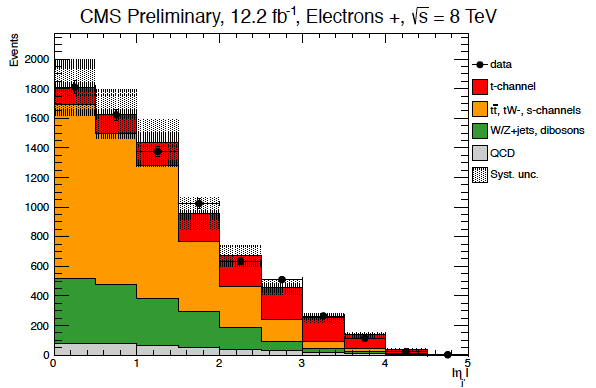 CMS Preliminary, 12.2 fb⁻¹, Electrons +, √s = 8 TeV
Events
2000
1800
1600
1400
1200
1000
800
600
400
200
0
0 1 2 3 4 5
|η_j'|
data
t-channel
tt̄, tW-, s-channels
W/Z+jets, dibosons
QCD
Syst. unc.